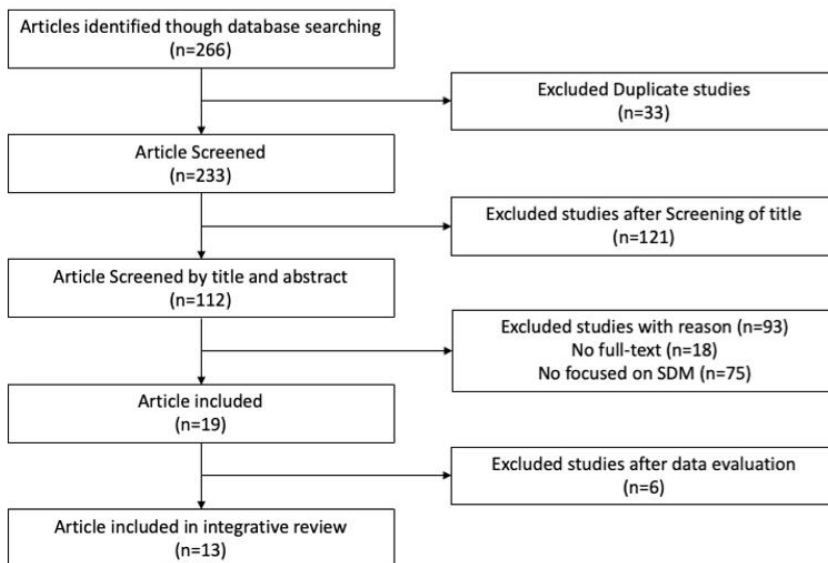 Articles identified though database searching
(n=266)
Excluded Duplicate studies
(n=33)
Article Screened
(n=233)
Excluded studies after Screening of title
(n=121)
Article Screened by title and abstract
(n=112)
Excluded studies with reason (n=93)
No full-text (n=18)
No focused on SDM (n=75)
Article included
(n=19)
Excluded studies after data evaluation
(n=6)
Article included in integrative review
(n=13)